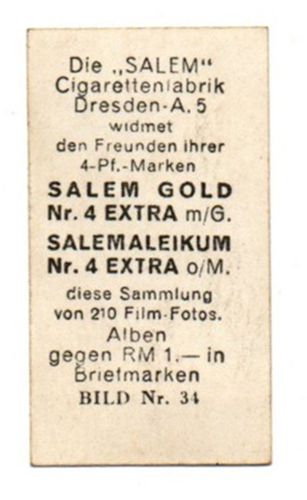 Die „SALEM“
Cigarettenfabrik
Dresden-A. 5
widmet
den Freunden ihrer
4-Pf.-Marken
SALEM GOLD
Nr. 4 EXTRA m/G.
SALEMALEIKUM
Nr. 4 EXTRA o/M.
diese Sammlung
von 210 Film-Fotos.
Alben
gegen RM 1.— in
Briefmarken
BILD Nr. 34